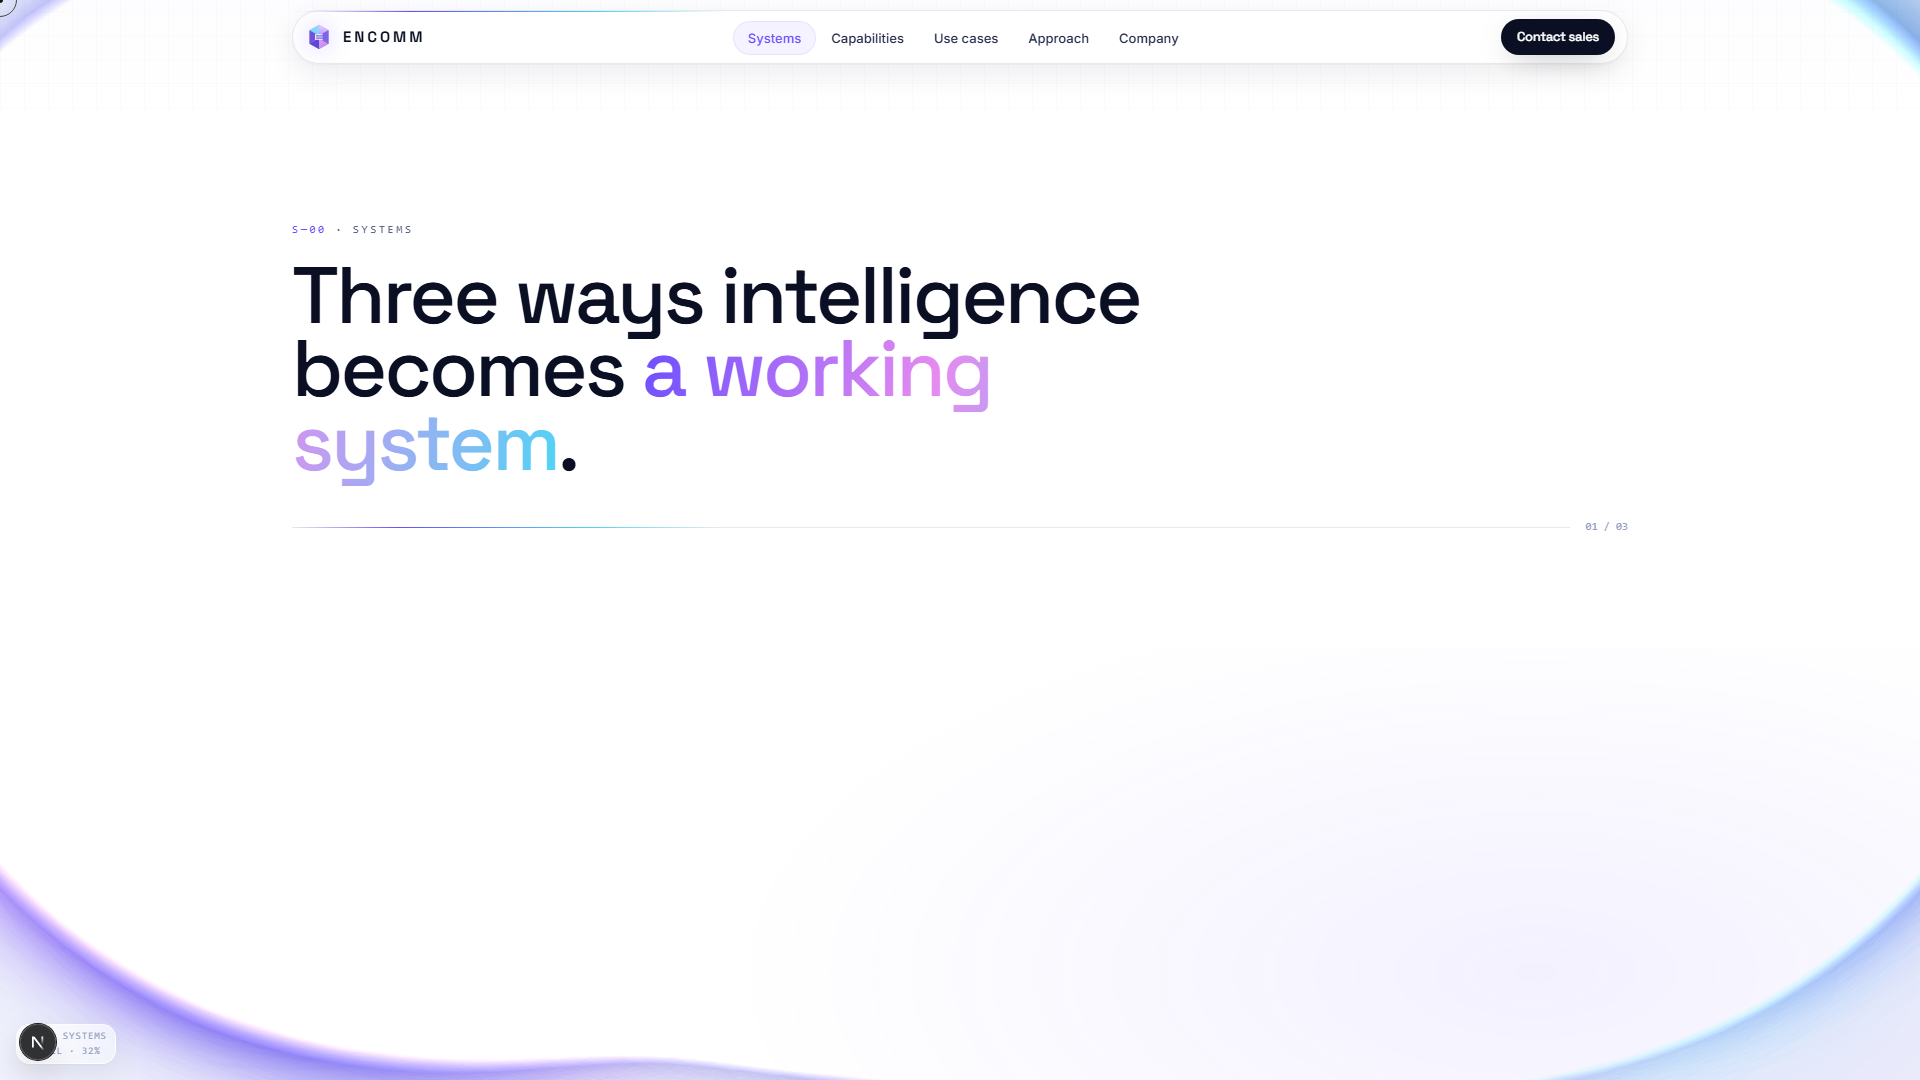 ENCOMM
Systems
Capabilities
Use cases
Approach
Company
Contact sales
S—00 · SYSTEMS
Three ways intelligence
becomes a working
system.
01 / 03
SYSTEMS
N
· 32%